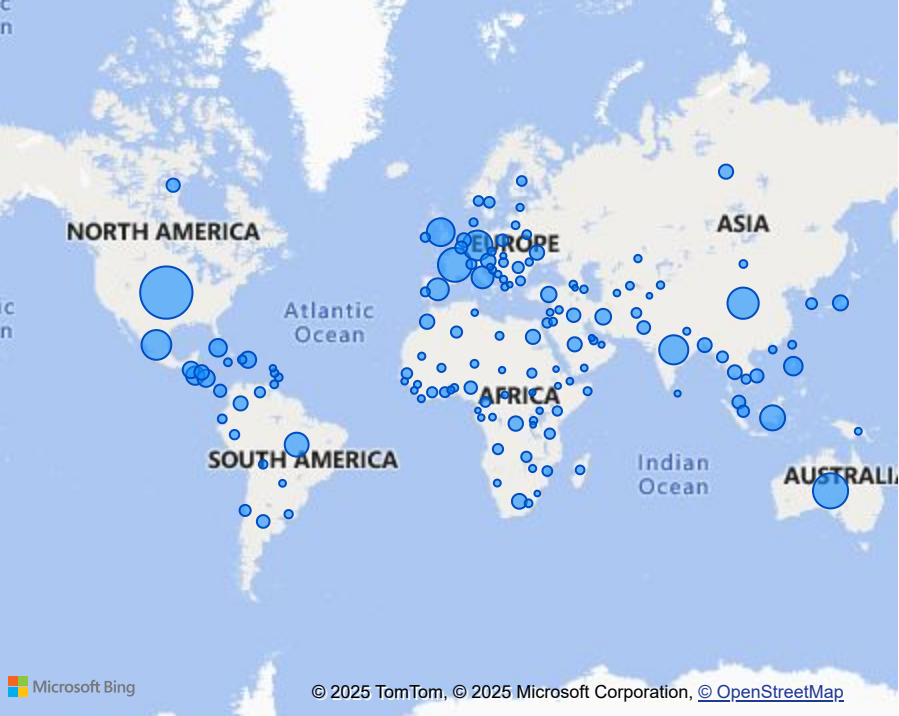 c
n
NORTH AMERICA
EUROPE
ASIA
ic
n
Atlantic
Ocean
AFRICA
SOUTH AMERICA
Indian
Ocean
AUSTRALIA
Microsoft Bing
© 2025 TomTom, © 2025 Microsoft Corporation, © OpenStreetMap